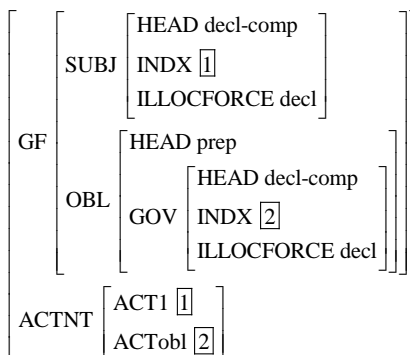 HEAD decl-comp
SUBJ INDX 1
ILLOCFORCE decl
GF HEAD prep
HEAD decl-comp
OBL GOV INDX 2
ILLOCFORCE decl
ACT1 1
ACTNT
ACTobl 2